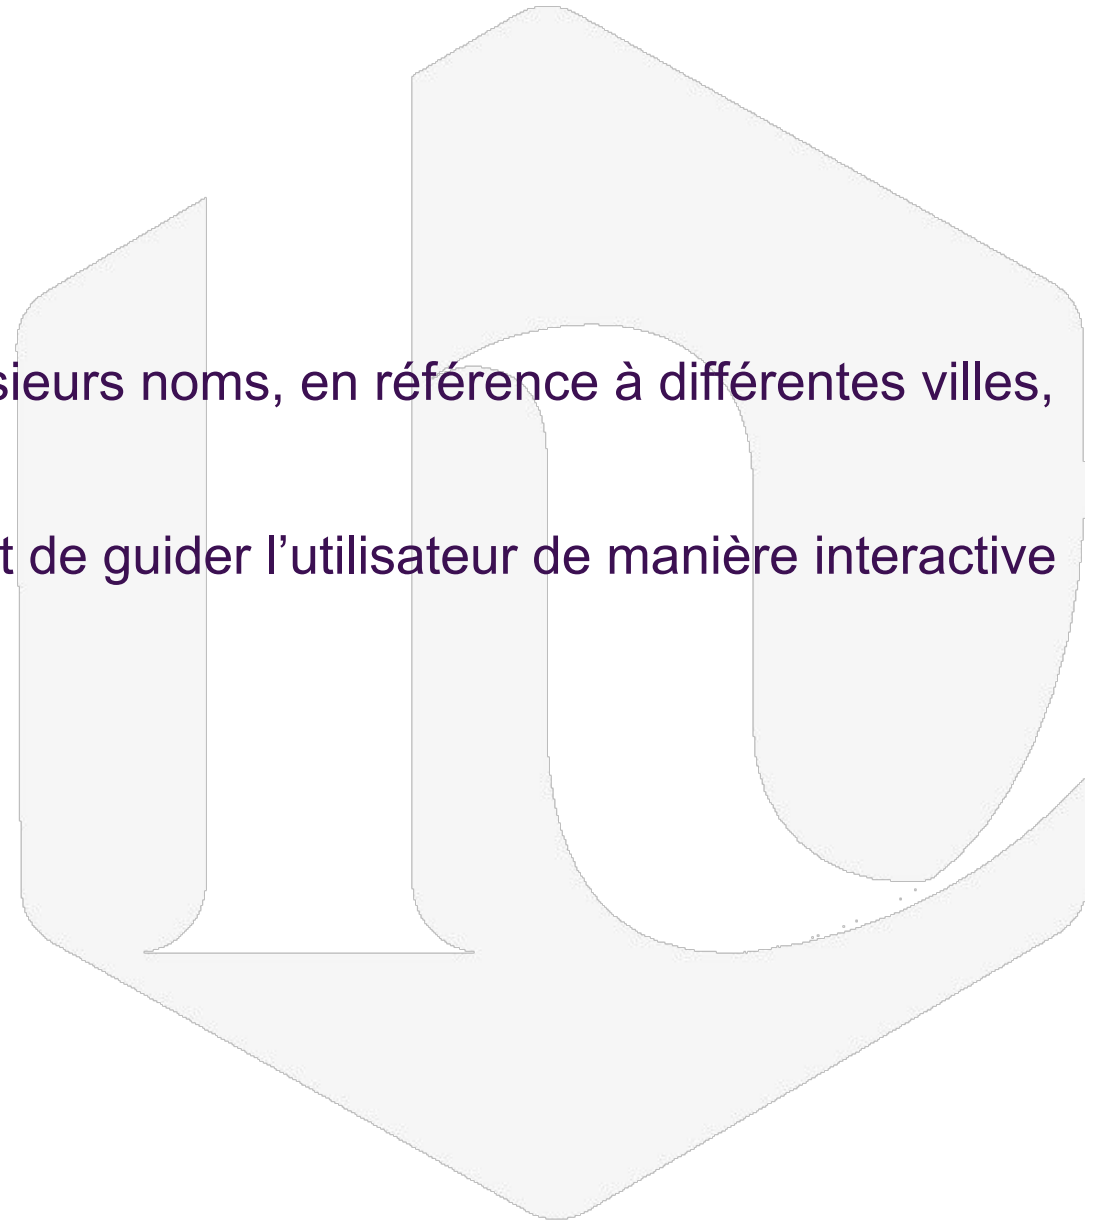 sieurs noms, en référence à différentes villes,
t de guider l’utilisateur de manière interactive